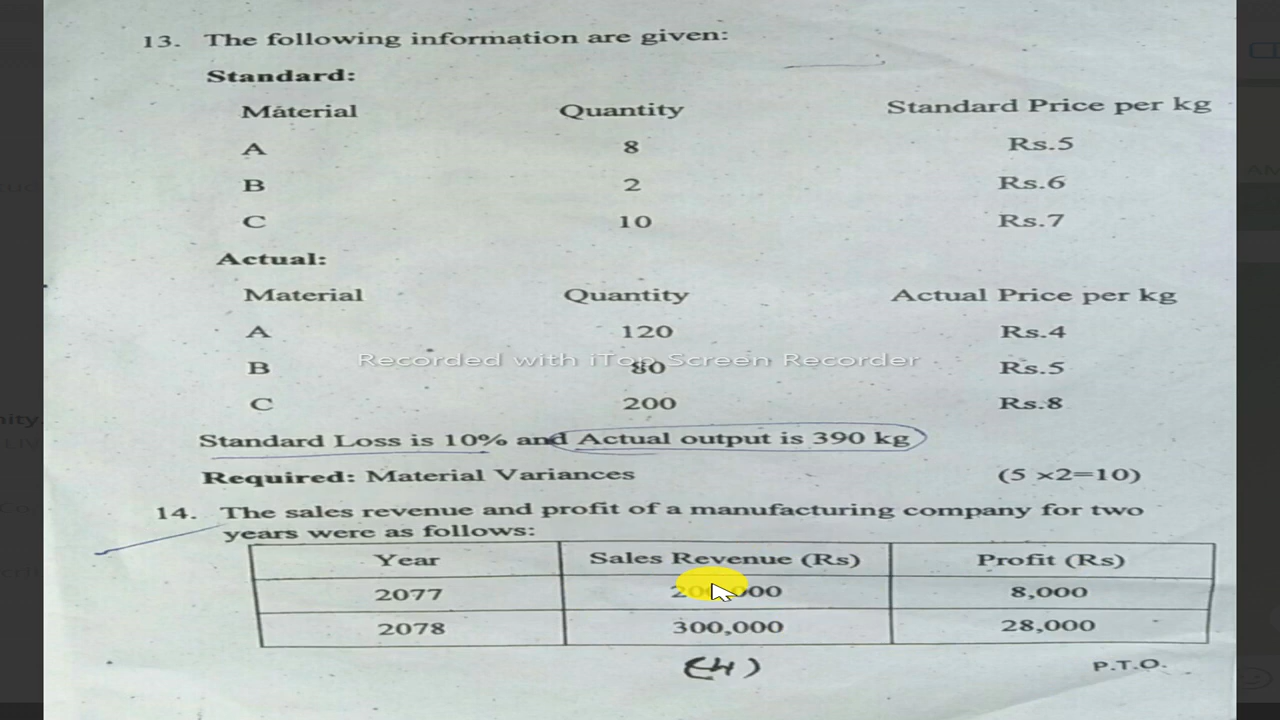 13. The following information are given:
Standard:
Material Quantity Standard Price per kg
A 8 Rs.5
B 2 Rs.6
C 10 Rs.7
Actual:
Material Quantity Actual Price per kg
A 120 Rs.4
Recorded with iTop Screen Recorder
B 80 Rs.5
C 200 Rs.8
Standard Loss is 10% and Actual output is 390 kg
Required: Material Variances (5 ×2=10)
14. The sales revenue and profit of a manufacturing company for two
years were as follows:
Year Sales Revenue (Rs) Profit (Rs)
2077 8,000
2078 300,000 28,000
(4) P.T.O.